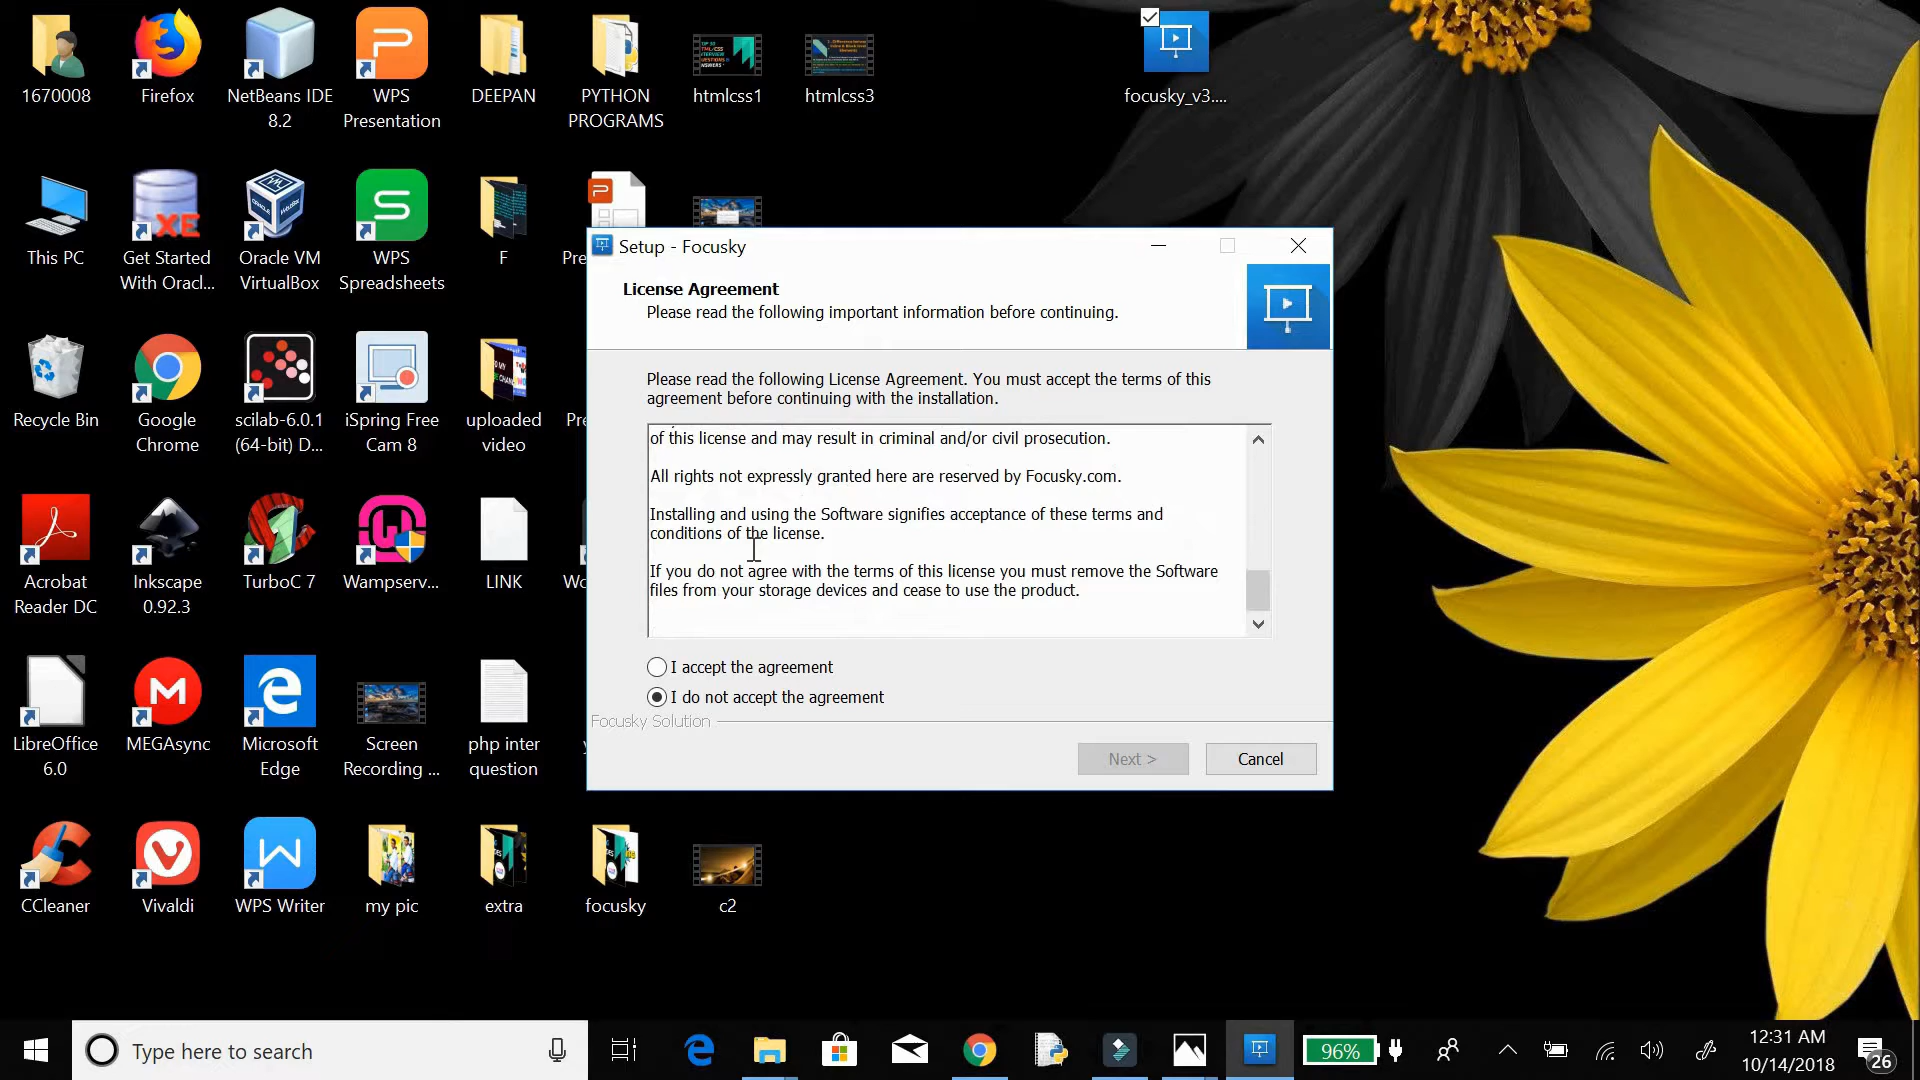 1670008
Firefox
NetBeans IDE
8.2
WPS
Presentation
DEEPAN
PYTHON
PROGRAMS
htmlcss1
htmlcss3
focusky_v3....
This PC
Get Started
With Oracl...
Oracle VM
VirtualBox
WPS
Spreadsheets
F
Pre
Recycle Bin
Google
Chrome
scilab-6.0.1
(64-bit) D...
iSpring Free
Cam 8
uploaded
video
Pre
Acrobat
Reader DC
Inkscape
0.92.3
TurboC 7
Wampserv...
LINK
Wo
LibreOffice
6.0
MEGAsync
Microsoft
Edge
Screen
Recording ...
php inter
question
CCleaner
Vivaldi
WPS Writer
my pic
extra
focusky
c2
Setup - Focusky
License Agreement
Please read the following important information before continuing.
Please read the following License Agreement. You must accept the terms of this
agreement before continuing with the installation.
of this license and may result in criminal and/or civil prosecution.
All rights not expressly granted here are reserved by Focusky.com.
Installing and using the Software signifies acceptance of these terms and
conditions of the license.
If you do not agree with the terms of this license you must remove the Software
files from your storage devices and cease to use the product.
I accept the agreement
I do not accept the agreement
Focusky Solution
Next >
Cancel
Type here to search
96%
12:31 AM
10/14/2018
26